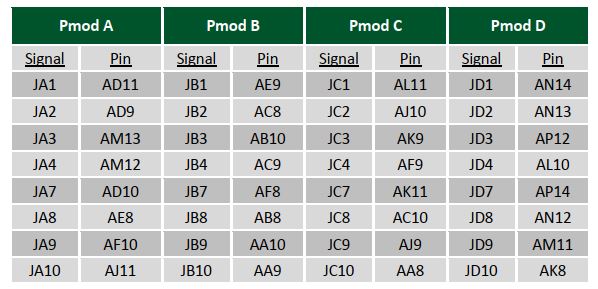 Pmod A Pmod B Pmod C Pmod D
Signal Pin Signal Pin Signal Pin Signal Pin
JA1 AD11 JB1 AE9 JC1 AL11 JD1 AN14
JA2 AD9 JB2 AC8 JC2 AJ10 JD2 AN13
JA3 AM13 JB3 AB10 JC3 AK9 JD3 AP12
JA4 AM12 JB4 AC9 JC4 AF9 JD4 AL10
JA7 AD10 JB7 AF8 JC7 AK11 JD7 AP14
JA8 AE8 JB8 AB8 JC8 AC10 JD8 AN12
JA9 AF10 JB9 AA10 JC9 AJ9 JD9 AM11
JA10 AJ11 JB10 AA9 JC10 AA8 JD10 AK8